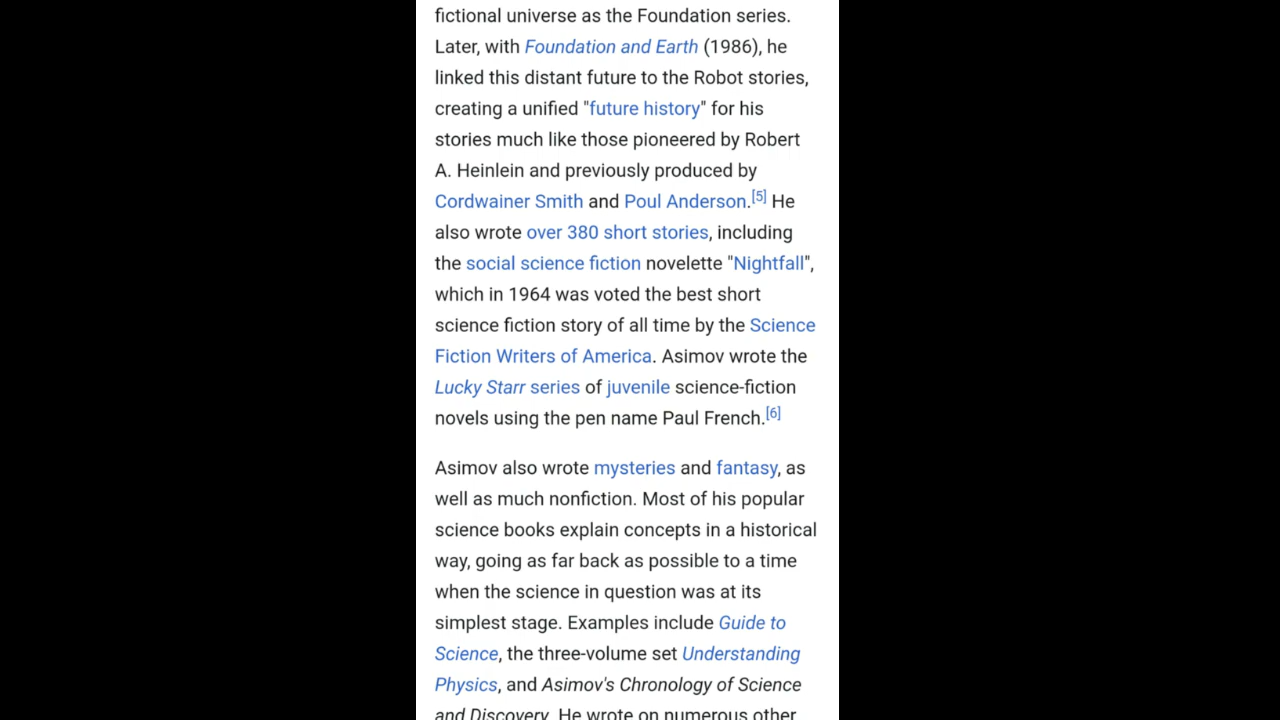 fictional universe as the Foundation series.
Later, with Foundation and Earth (1986), he
linked this distant future to the Robot stories,
creating a unified "future history" for his
stories much like those pioneered by Robert
A. Heinlein and previously produced by
Cordwainer Smith and Poul Anderson.[5] He
also wrote over 380 short stories, including
the social science fiction novelette "Nightfall",
which in 1964 was voted the best short
science fiction story of all time by the Science
Fiction Writers of America. Asimov wrote the
Lucky Starr series of juvenile science-fiction
novels using the pen name Paul French.[6]
Asimov also wrote mysteries and fantasy, as
well as much nonfiction. Most of his popular
science books explain concepts in a historical
way, going as far back as possible to a time
when the science in question was at its
simplest stage. Examples include Guide to
Science, the three-volume set Understanding
Physics, and Asimov's Chronology of Science
and Discovery. He wrote on numerous other